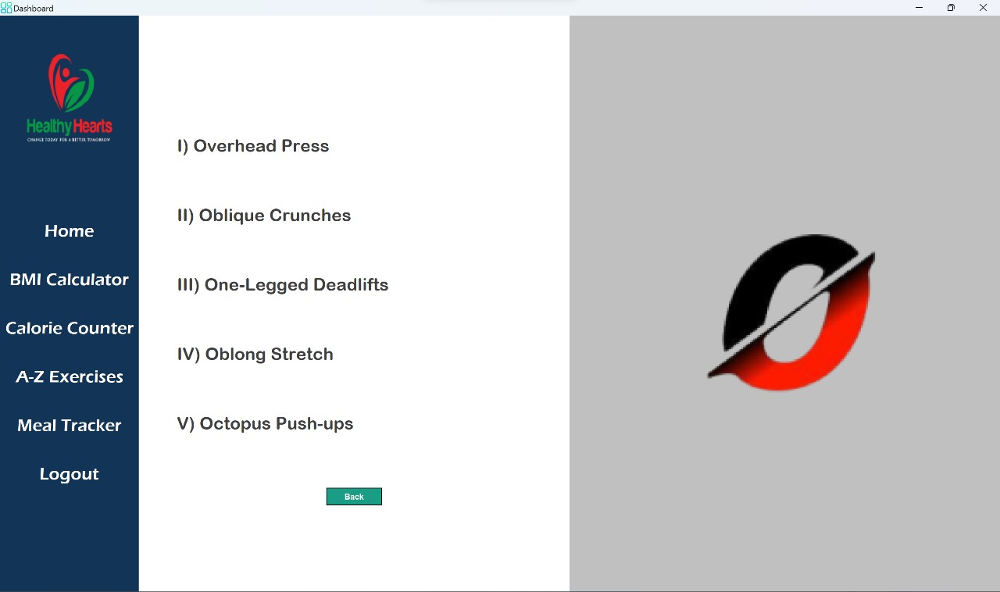 Dashboard
Healthy Hearts
CHANGE TODAY FOR A BETTER TOMORROW
Home
BMI Calculator
Calorie Counter
A-Z Exercises
Meal Tracker
Logout
I) Overhead Press
II) Oblique Crunches
III) One-Legged Deadlifts
IV) Oblong Stretch
V) Octopus Push-ups
Back
O